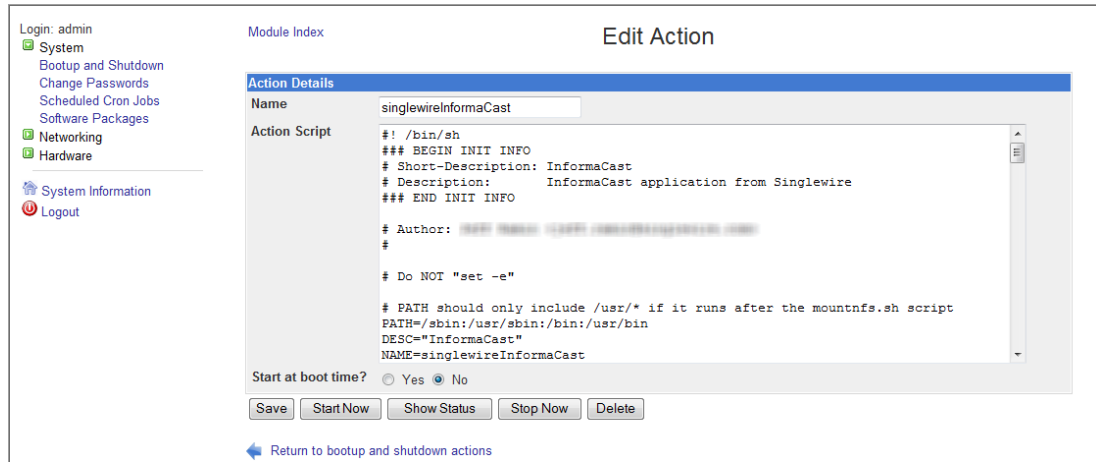 Login: admin
System
Bootup and Shutdown
Change Passwords
Scheduled Cron Jobs
Software Packages
Networking
Hardware
System Information
Logout
Module Index
Edit Action
Action Details
Name
singlewireInformaCast
Action Script
#! /bin/sh
### BEGIN INIT INFO
# Short-Description: InformaCast
# Description:       InformaCast application from Singlewire
### END INIT INFO
# Author:
#
# Do NOT "set -e"
# PATH should only include /usr/* if it runs after the mountnfs.sh script
PATH=/sbin:/usr/sbin:/bin:/usr/bin
DESC="InformaCast"
NAME=singlewireInformaCast
Start at boot time? Yes No
Save Start Now Show Status Stop Now Delete
Return to bootup and shutdown actions